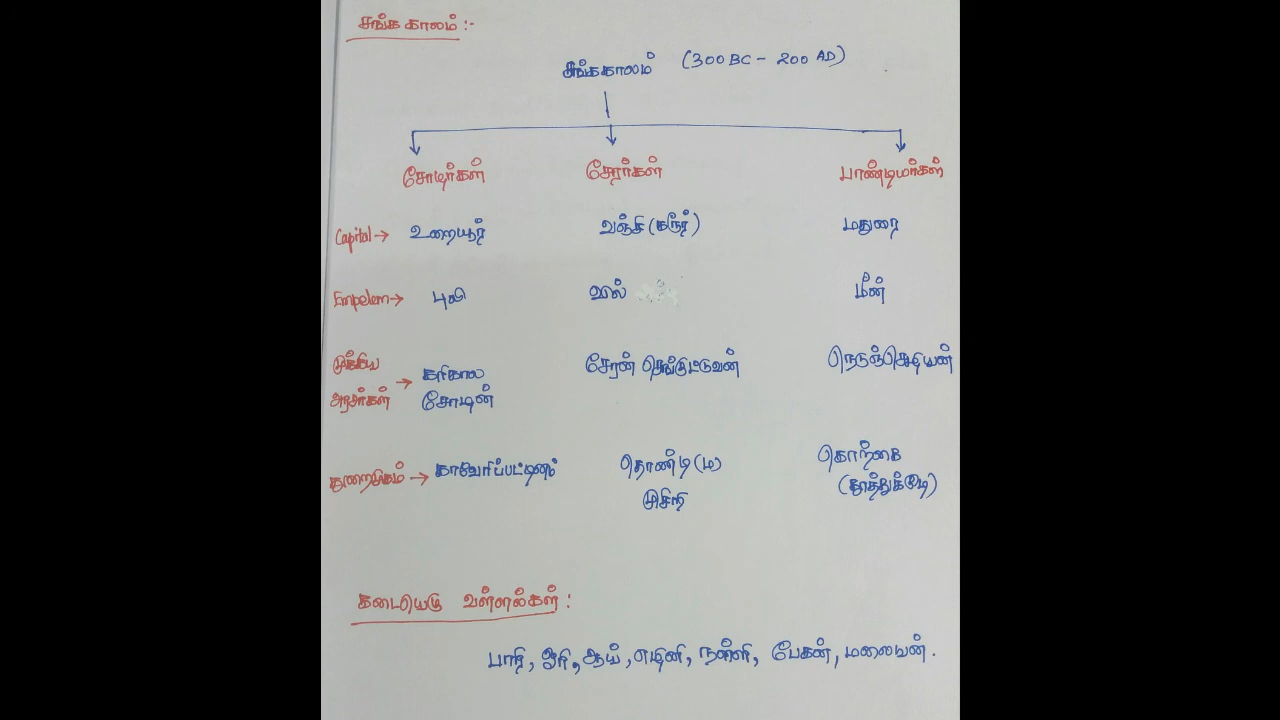 சங்க காலம் :-
சங்ககாலம் (300 BC - 200 AD)
சோழர்கள் சேரர்கள் பாண்டியர்கள்
Capital → உறையூர் வஞ்சி (கரூர்) மதுரை
Emplem → புலி வில் மீன்
முக்கிய அரசர்கள் → கரிகால சோழன் சேரன் செங்குட்டுவன் நெடுஞ்செழியன்
துறைமுகம் → காவேரிப்பட்டினம் தொண்டி (ம) முசிறி கொற்கை (தூத்துக்குடி)
கடையெழு வள்ளல்கள் :
பாரி, ஓரி, ஆய், எழினி, நள்ளி, பேகன், மலையன்.